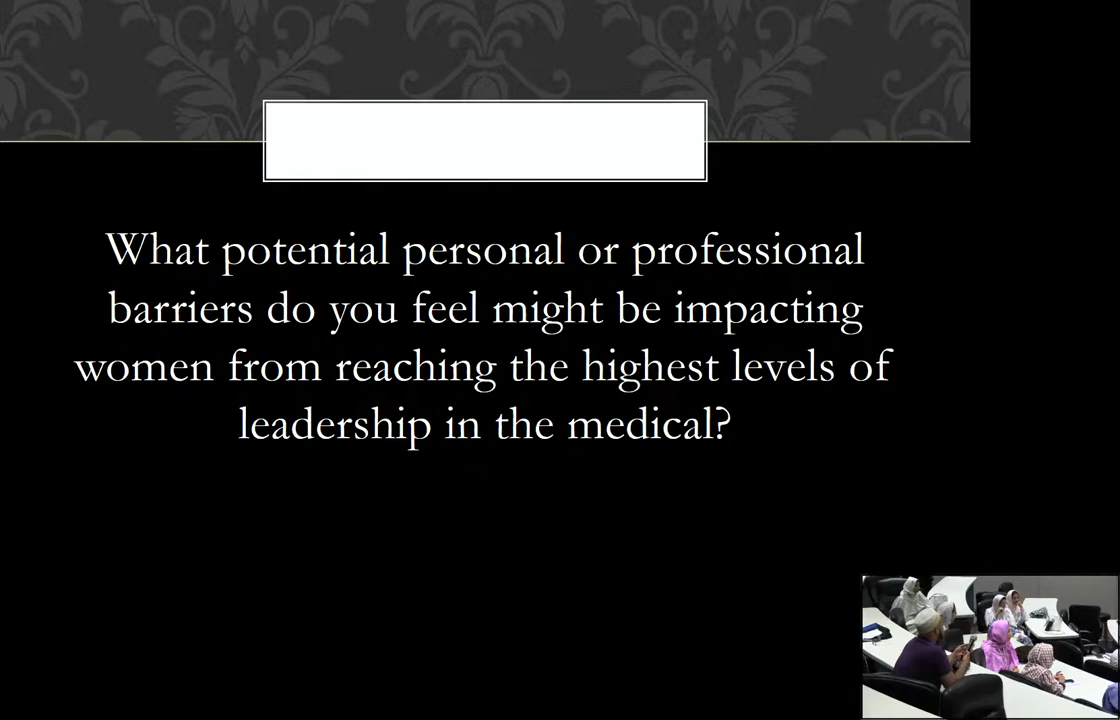 What potential personal or professional
barriers do you feel might be impacting
women from reaching the highest levels of
leadership in the medical?